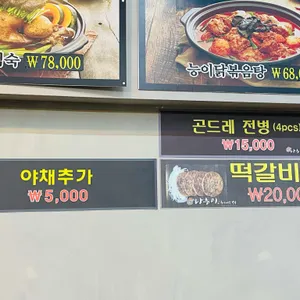 숙 ₩78,000
능이닭볶음탕 ₩68,0
곤드레 전병 (4pcs)
₩15,000
야채추가
₩5,000
떡갈비
₩20,00